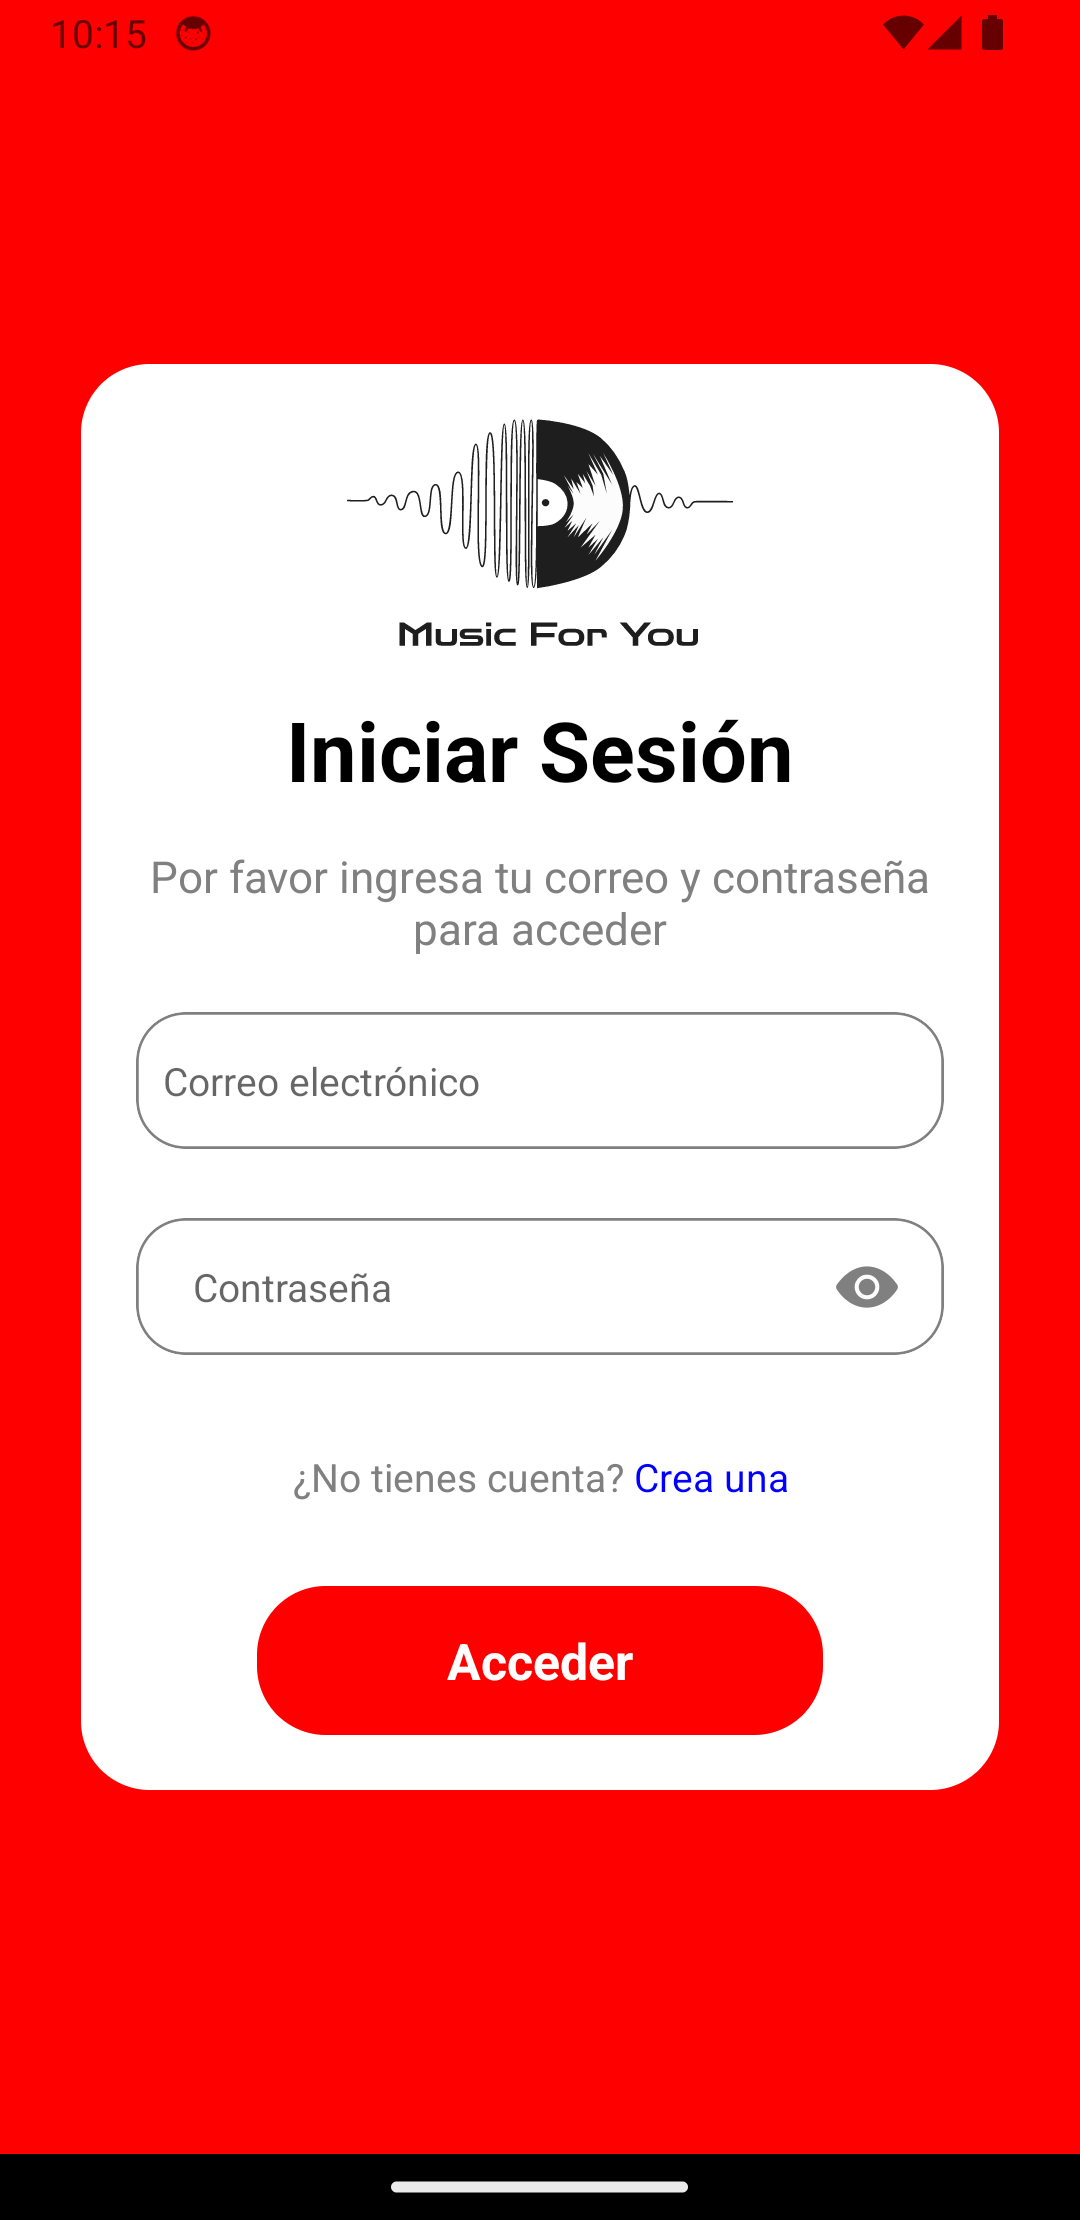 10:15
Music For You
Iniciar Sesión
Por favor ingresa tu correo y contraseña
para acceder
Correo electrónico
Contraseña
¿No tienes cuenta? Crea una
Acceder